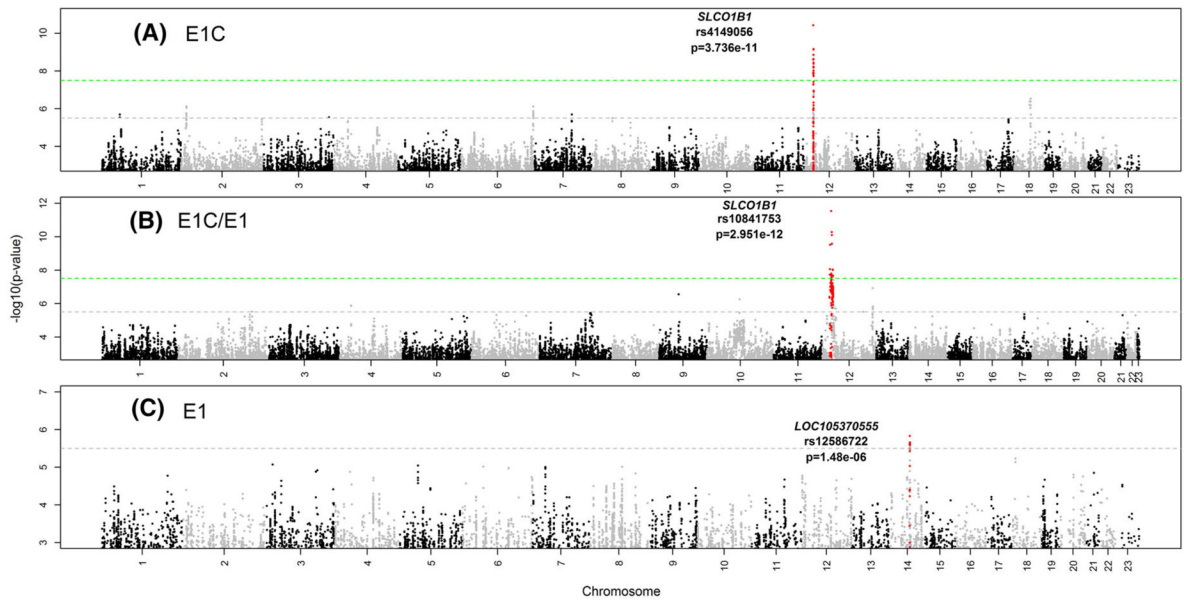 (A) E1C
SLCO1B1
rs4149056
p=3.736e-11
10
8
6
4
1 2 3 4 5 6 7 8 9 10 11 12 13 14 15 16 17 18 19 20 21 22 23
(B) E1C/E1
SLCO1B1
rs10841753
p=2.951e-12
12
10
8
6
4
1 2 3 4 5 6 7 8 9 10 11 12 13 14 15 16 17 18 19 20 21 22 23
-log10(p-value)
(C) E1
LOC105370555
rs12586722
p=1.48e-06
7
6
5
4
3
1 2 3 4 5 6 7 8 9 10 11 12 13 14 15 16 17 18 19 20 21 22 23
Chromosome